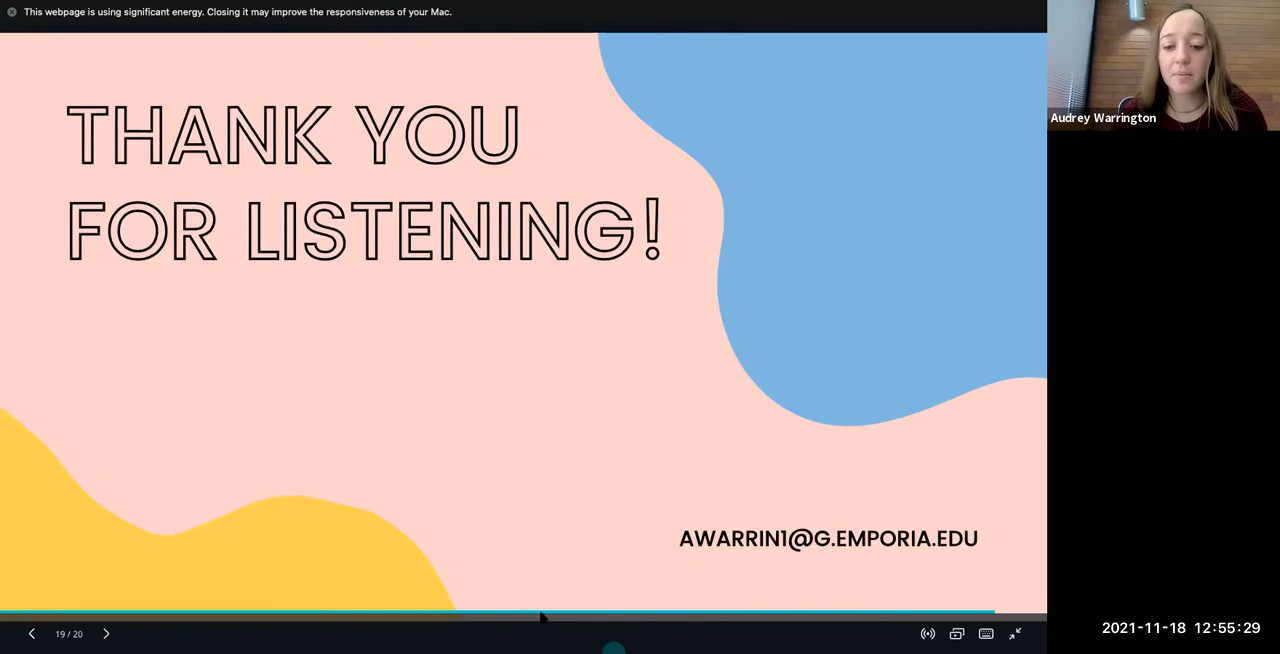 This webpage is using significant energy. Closing it may improve the responsiveness of your Mac.
THANK YOU
FOR LISTENING!
AWARRIN1@G.EMPORIA.EDU
19 / 20
Audrey Warrington
2021-11-18 12:55:29